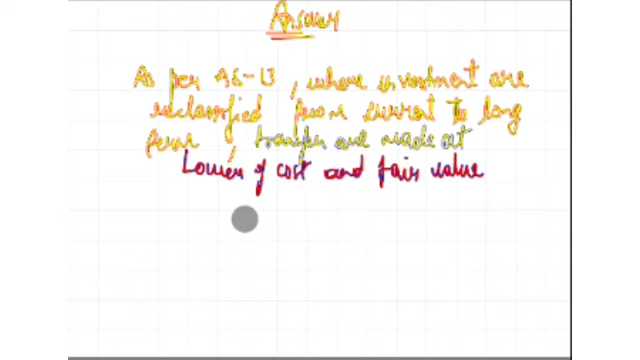 Answer
As per AS-13, where investment are
reclassified from current to long
term, transfer are made at
Lower of cost and fair value